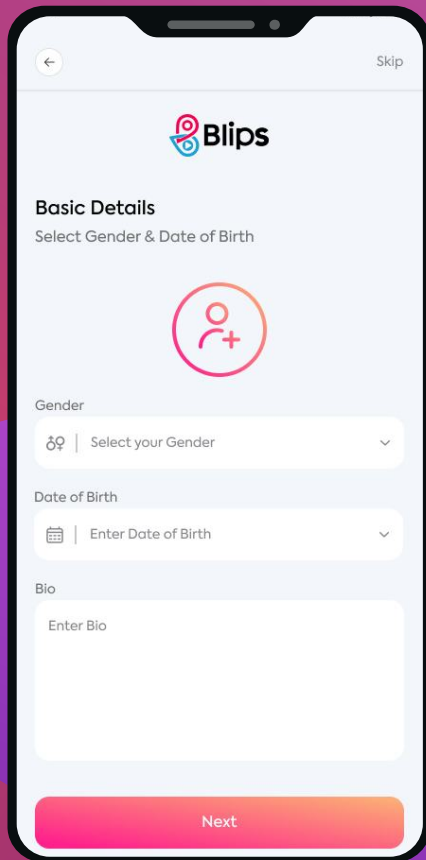 Skip
Blips
Basic Details
Select Gender & Date of Birth
Gender
Select your Gender
Date of Birth
Enter Date of Birth
Bio
Enter Bio
Next